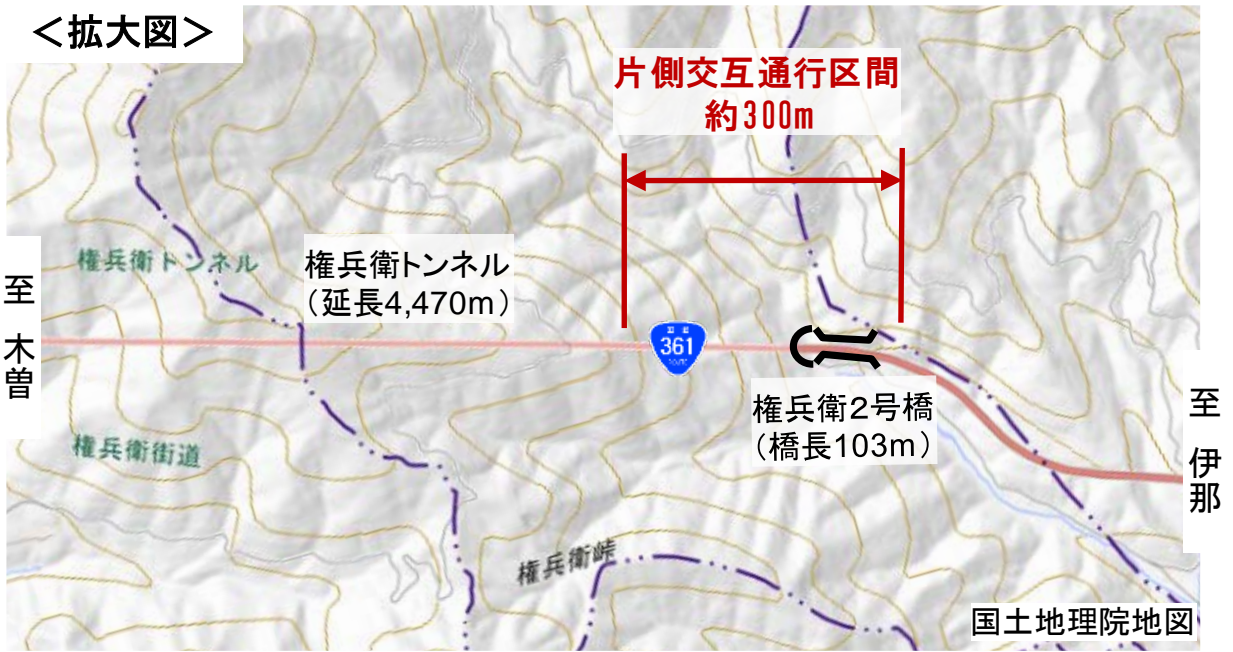 ＜拡大図＞
片側交互通行区間
約300m
権兵衛トンネル
権兵衛トンネル
（延長4,470m）
至 木曽
国道
361
ROUTE
権兵衛2号橋
（橋長103m）
至 伊那
権兵衛街道
権兵衛峠
国土地理院地図